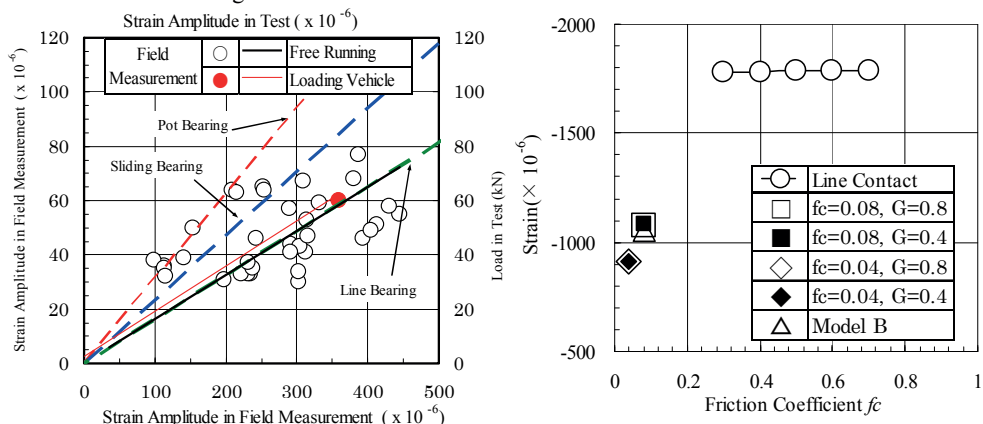 Strain Amplitude in Test ( x 10-6)
Strain Amplitude in Field Measurement ( x 10-6)
120
100
80
60
40
20
0
Field Measurement
Free Running
Loading Vehicle
Pot Bearing
Sliding Bearing
Line Bearing
120
100
80
60
40
20
0
Load in Test (kN)
0 100 200 300 400 500
Strain Amplitude in Field Measurement ( x 10-6)
Strain(× 10-6)
-2000
-1500
-1000
-500
Line Contact
fc=0.08, G=0.8
fc=0.08, G=0.4
fc=0.04, G=0.8
fc=0.04, G=0.4
Model B
0 0.2 0.4 0.6 0.8 1
Friction Coefficient fc